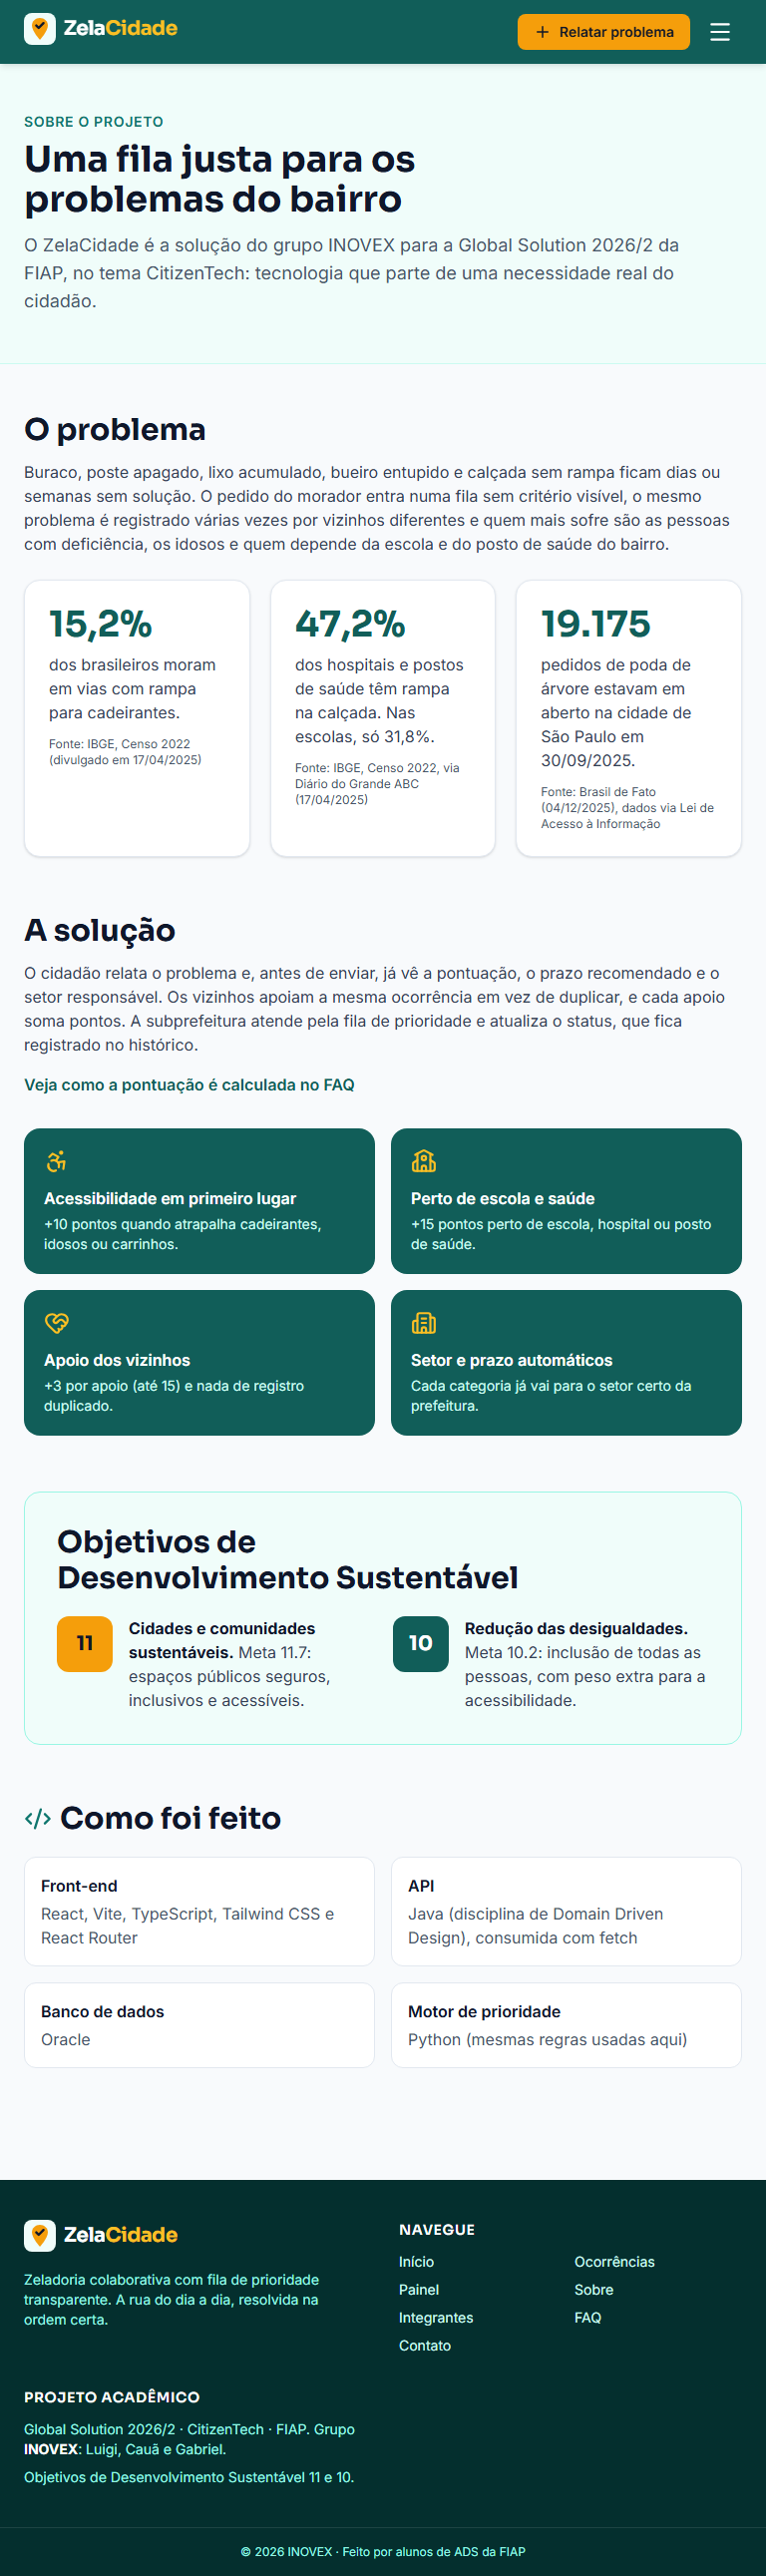 ZelaCidade
Relatar problema
SOBRE O PROJETO
Uma fila justa para os
problemas do bairro
O ZelaCidade é a solução do grupo INOVEX para a Global Solution 2026/2 da
FIAP, no tema CitizenTech: tecnologia que parte de uma necessidade real do
cidadão.
O problema
Buraco, poste apagado, lixo acumulado, bueiro entupido e calçada sem rampa ficam dias ou
semanas sem solução. O pedido do morador entra numa fila sem critério visível, o mesmo
problema é registrado várias vezes por vizinhos diferentes e quem mais sofre são as pessoas
com deficiência, os idosos e quem depende da escola e do posto de saúde do bairro.
15,2%
dos brasileiros moram
em vias com rampa
para cadeirantes.
Fonte: IBGE, Censo 2022
(divulgado em 17/04/2025)
47,2%
dos hospitais e postos
de saúde têm rampa
na calçada. Nas
escolas, só 31,8%.
Fonte: IBGE, Censo 2022, via
Diário do Grande ABC
(17/04/2025)
19.175
pedidos de poda de
árvore estavam em
aberto na cidade de
São Paulo em
30/09/2025.
Fonte: Brasil de Fato
(04/12/2025), dados via Lei de
Acesso à Informação
A solução
O cidadão relata o problema e, antes de enviar, já vê a pontuação, o prazo recomendado e o
setor responsável. Os vizinhos apoiam a mesma ocorrência em vez de duplicar, e cada apoio
soma pontos. A subprefeitura atende pela fila de prioridade e atualiza o status, que fica
registrado no histórico.
Veja como a pontuação é calculada no FAQ
Acessibilidade em primeiro lugar
+10 pontos quando atrapalha cadeirantes,
idosos ou carrinhos.
Perto de escola e saúde
+15 pontos perto de escola, hospital ou posto
de saúde.
Apoio dos vizinhos
+3 por apoio (até 15) e nada de registro
duplicado.
Setor e prazo automáticos
Cada categoria já vai para o setor certo da
prefeitura.
Objetivos de
Desenvolvimento Sustentável
11
Cidades e comunidades
sustentáveis. Meta 11.7:
espaços públicos seguros,
inclusivos e acessíveis.
10
Redução das desigualdades.
Meta 10.2: inclusão de todas as
pessoas, com peso extra para a
acessibilidade.
Como foi feito
Front-end
React, Vite, TypeScript, Tailwind CSS e
React Router
API
Java (disciplina de Domain Driven
Design), consumida com fetch
Banco de dados
Oracle
Motor de prioridade
Python (mesmas regras usadas aqui)
ZelaCidade
Zeladoria colaborativa com fila de prioridade
transparente. A rua do dia a dia, resolvida na
ordem certa.
NAVEGUE
Início
Ocorrências
Painel
Sobre
Integrantes
FAQ
Contato
PROJETO ACADÊMICO
Global Solution 2026/2 · CitizenTech · FIAP. Grupo
INOVEX: Luigi, Cauã e Gabriel.
Objetivos de Desenvolvimento Sustentável 11 e 10.
© 2026 INOVEX · Feito por alunos de ADS da FIAP